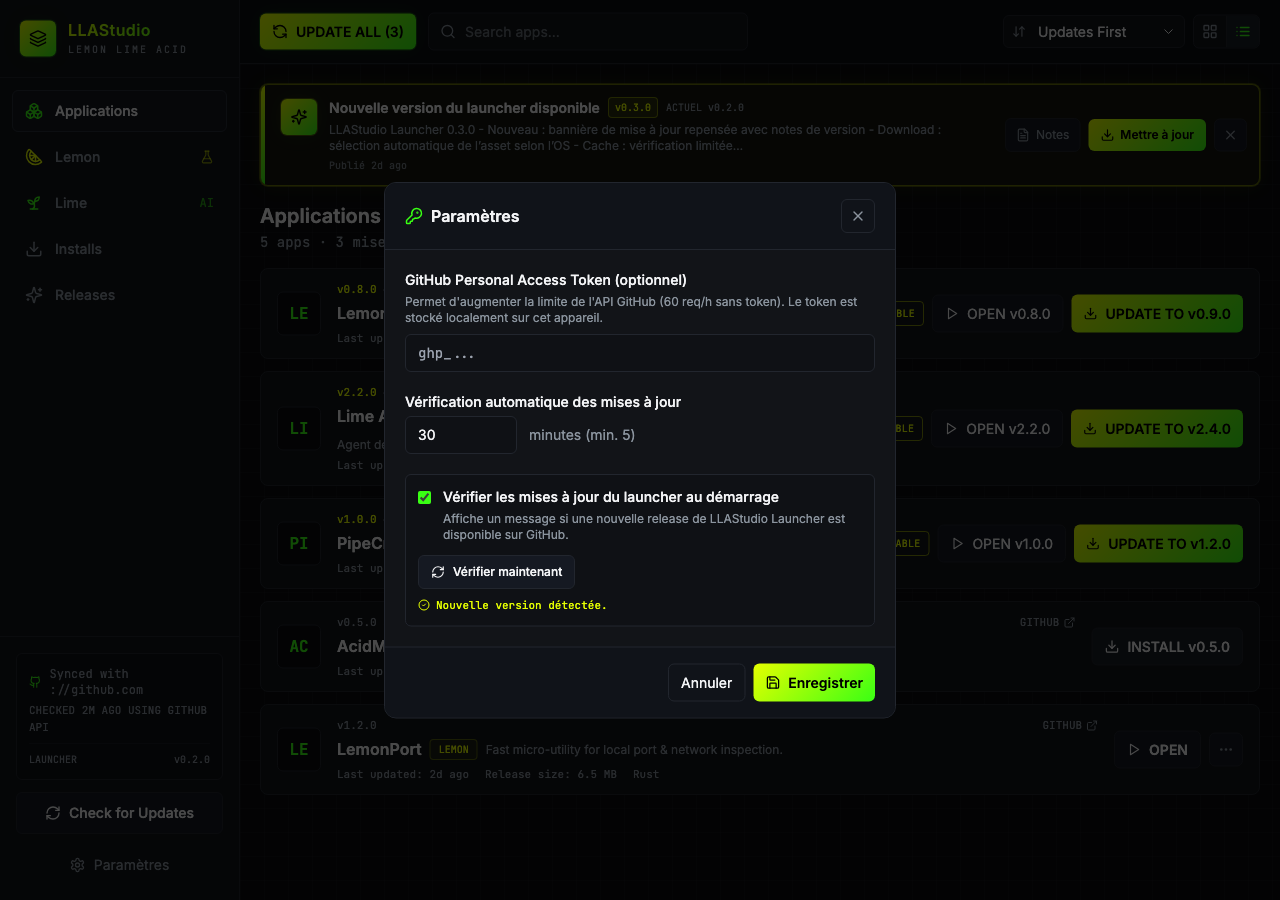 LLAStudio
LEMON LIME ACID
UPDATE ALL (3)
Search apps...
Updates First
Applications
Lemon
Lime
AI
Installs
Releases
Nouvelle version du launcher disponible
v0.3.0
ACTUEL v0.2.0
LLAStudio Launcher 0.3.0 - Nouveau : bannière de mise à jour repensée avec notes de version - Download :
sélection automatique de l’asset selon l’OS - Cache : vérification limitée...
Publié 2d ago
Notes
Mettre à jour
Applications
5 apps · 3 mise
Paramètres
GitHub Personal Access Token (optionnel)
Permet d'augmenter la limite de l'API GitHub (60 req/h sans token). Le token est
stocké localement sur cet appareil.
ghp_...
Vérification automatique des mises à jour
30
minutes (min. 5)
Vérifier les mises à jour du launcher au démarrage
Affiche un message si une nouvelle release de LLAStudio Launcher est
disponible sur GitHub.
Vérifier maintenant
Nouvelle version détectée.
Annuler
Enregistrer
LE
v0.8.0
Lemon
Last up
BLE
OPEN v0.8.0
UPDATE TO v0.9.0
LI
v2.2.0
Lime A
Agent de
Last up
BLE
OPEN v2.2.0
UPDATE TO v2.4.0
PI
v1.0.0
PipeC
Last up
ABLE
OPEN v1.0.0
UPDATE TO v1.2.0
AC
v0.5.0
AcidM
Last up
GITHUB
INSTALL v0.5.0
LE
v1.2.0
LemonPort
LEMON
Fast micro-utility for local port & network inspection.
Last updated: 2d ago
Release size: 6.5 MB
Rust
GITHUB
OPEN
Synced with
://github.com
CHECKED 2M AGO USING GITHUB
API
LAUNCHER
v0.2.0
Check for Updates
Paramètres